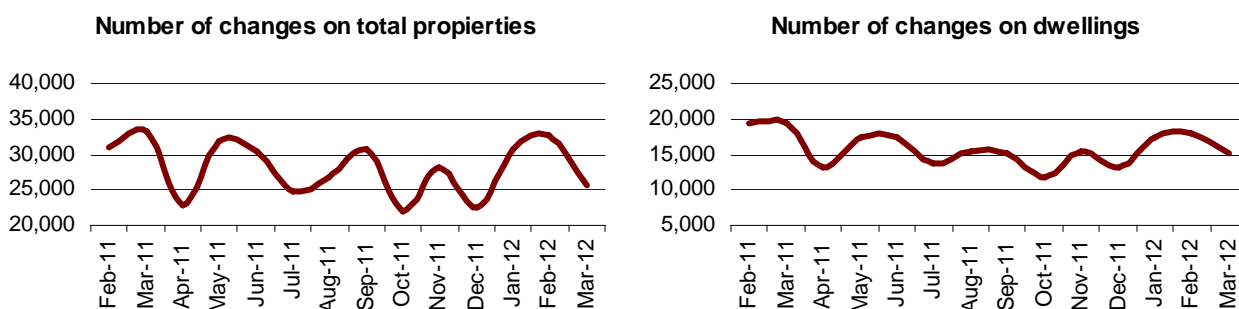 Number of changes on total propierties
40,000
35,000
30,000
25,000
20,000
Feb-11
Mar-11
Apr-11
May-11
Jun-11
Jul-11
Aug-11
Sep-11
Oct-11
Nov-11
Dec-11
Jan-12
Feb-12
Mar-12
Number of changes on dwellings
25,000
20,000
15,000
10,000
5,000
Feb-11
Mar-11
Apr-11
May-11
Jun-11
Jul-11
Aug-11
Sep-11
Oct-11
Nov-11
Dec-11
Jan-12
Feb-12
Mar-12